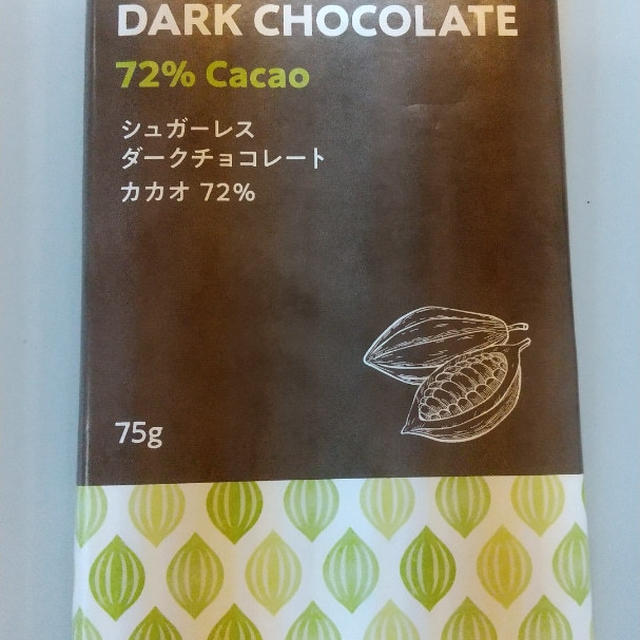 DARK CHOCOLATE
72% Cacao
シュガーレス
ダークチョコレート
カカオ 72%
75g